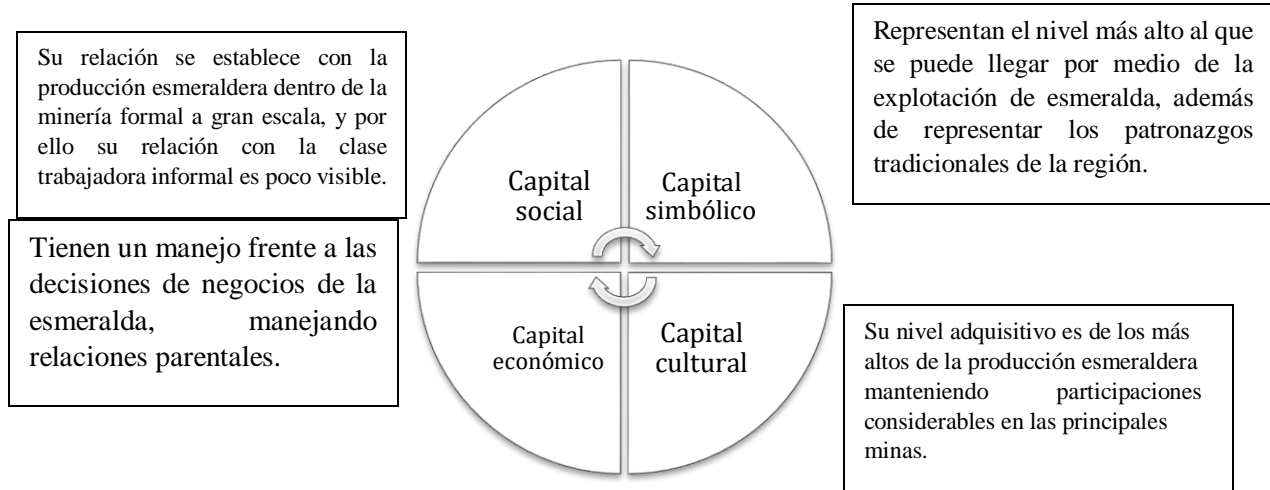 Su relación se establece con la
producción esmeraldera dentro de la
minería formal a gran escala, y por
ello su relación con la clase
trabajadora informal es poco visible.
Representan el nivel más alto al que
se puede llegar por medio de la
explotación de esmeralda, además
de representar los patronazgos
tradicionales de la región.
Capital
social
Capital
simbólico
Tienen un manejo frente a las
decisiones de negocios de la
esmeralda, manejando
relaciones parentales.
Capital
económico
Capital
cultural
Su nivel adquisitivo es de los más
altos de la producción esmeraldera
manteniendo participaciones
considerables en las principales
minas.